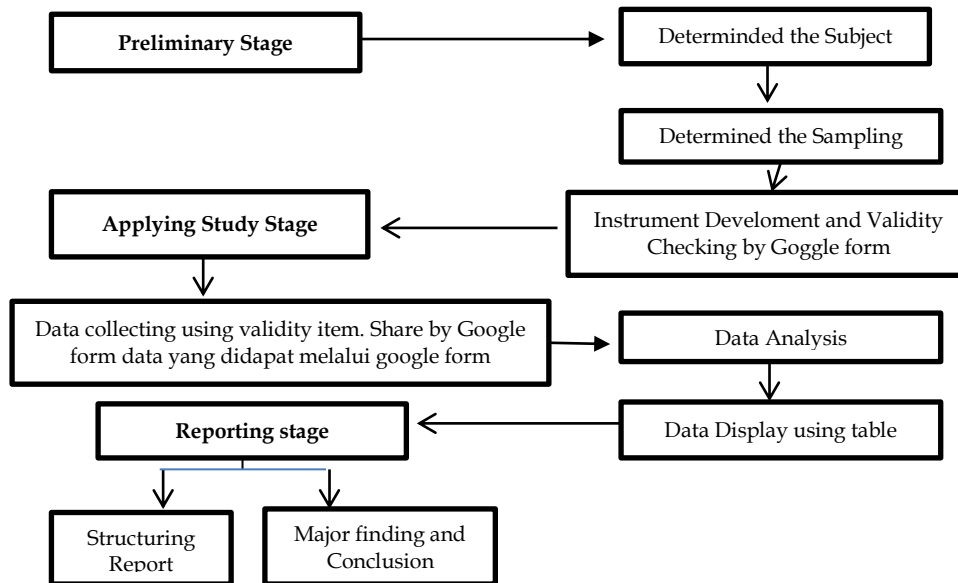 Preliminary Stage
Determinded the Subject
Determined the Sampling
Instrument Develoment and Validity
Checking by Goggle form
Applying Study Stage
Data collecting using validity item. Share by Google
form data yang didapat melalui google form
Data Analysis
Data Display using table
Reporting stage
Structuring
Report
Major finding and
Conclusion